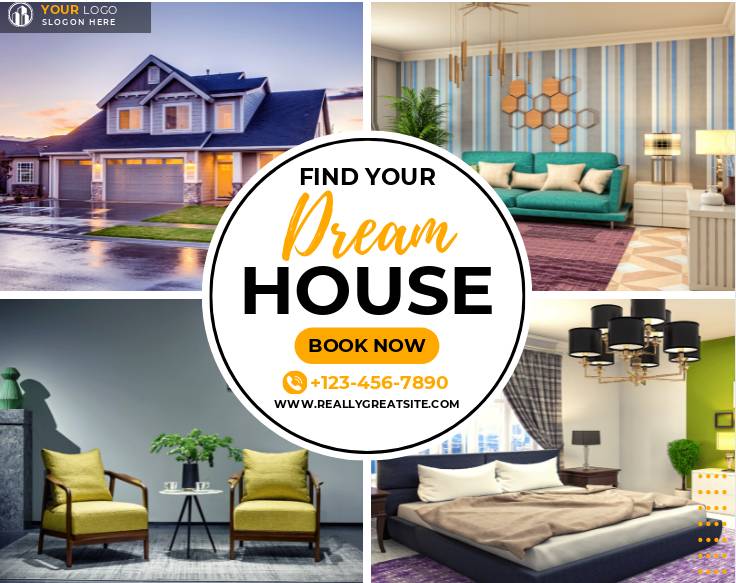 YOUR LOGO
SLOGON HERE
FIND YOUR
Dream
HOUSE
BOOK NOW
+123-456-7890
WWW.REALLYGREATSITE.COM